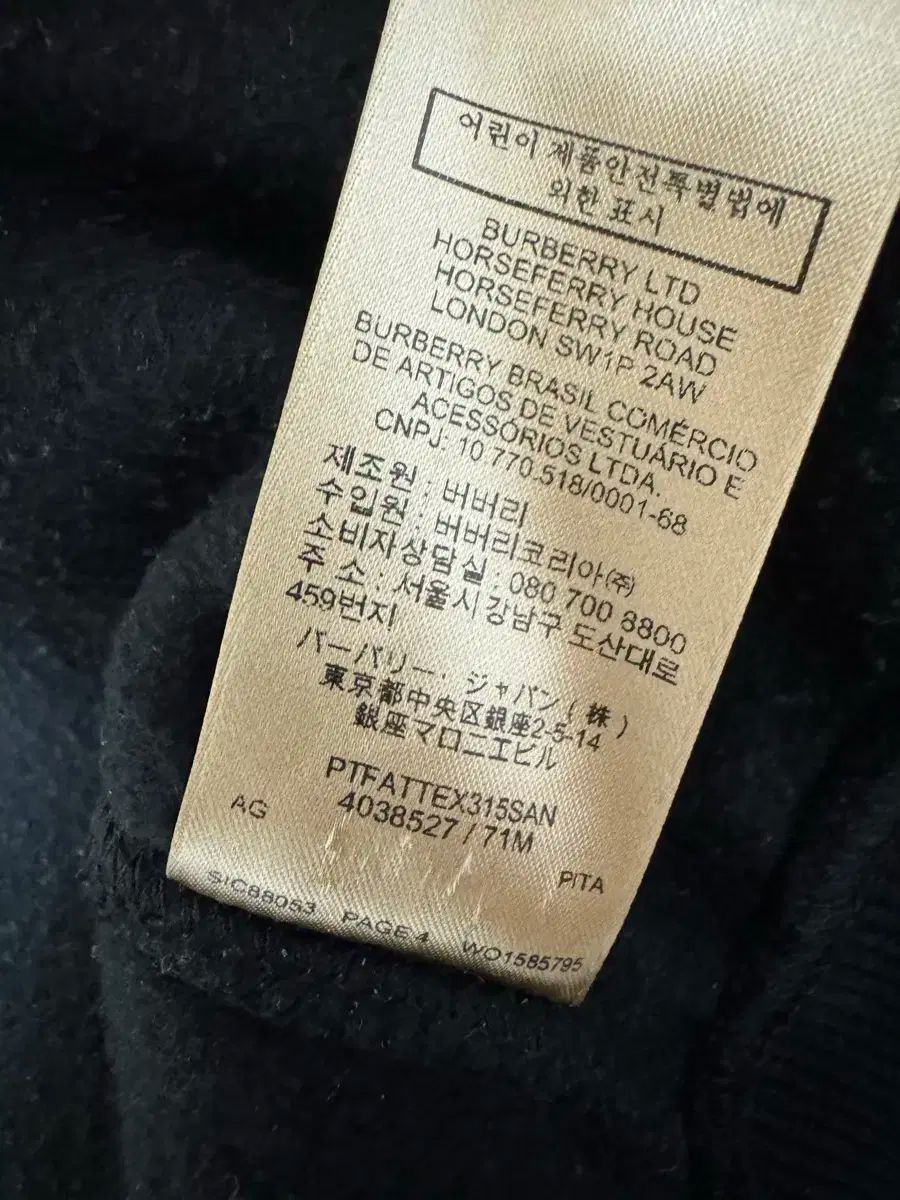 어린이 제품안전특별법에
의한 표시
BURBERRY LTD
HORSEFERRY HOUSE
HORSEFERRY ROAD
LONDON SW1P 2AW
BURBERRY BRASIL COMÉRCIO
DE ARTIGOS DE VESTUÁRIO E
ACESSÓRIOS LTDA.
CNPJ: 10 770.518/0001-68
제조원 : 버버리
수입원 : 버버리코리아(주)
소비자상담실 : 080 700 8800
주 소 : 서울시 강남구 도산대로
459번지
バーバリー．ジャパン（株）
東京都中央区銀座2-5-14
銀座マロニエビル
PTFATTEX315SAN
AG
4038527 / 71M
PITA
SIC88053 PAGE 4 WO1585795